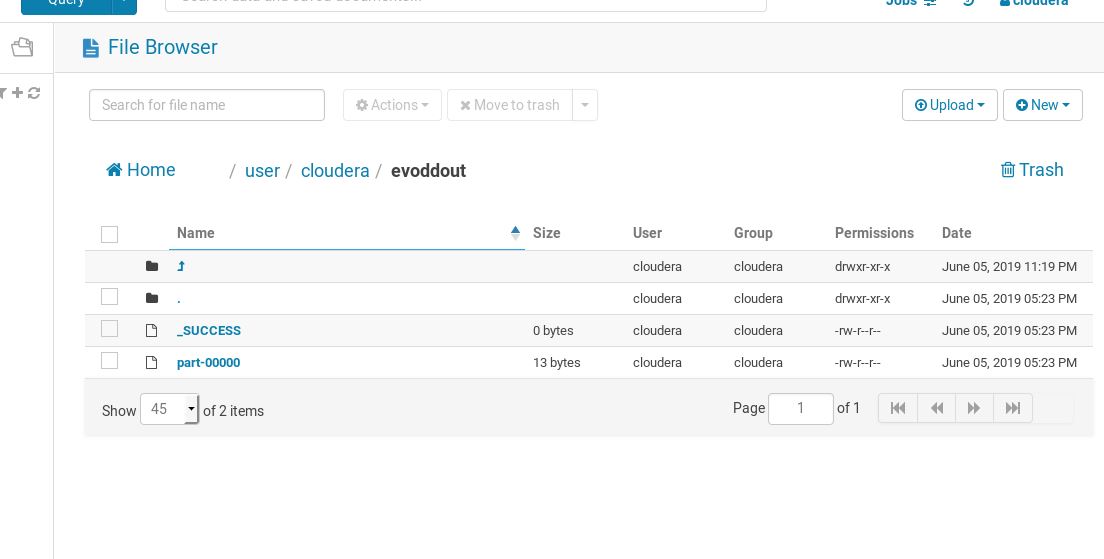 Query
Search data and saved documents...
Jobs
cloudera
File Browser
Search for file name
Actions
Move to trash
Upload
New
Home / user / cloudera / evoddout
Trash
Name Size User Group Permissions Date
cloudera cloudera drwxr-xr-x June 05, 2019 11:19 PM
. cloudera cloudera drwxr-xr-x June 05, 2019 05:23 PM
_SUCCESS 0 bytes cloudera cloudera -rw-r--r-- June 05, 2019 05:23 PM
part-00000 13 bytes cloudera cloudera -rw-r--r-- June 05, 2019 05:23 PM
Show 45 of 2 items
Page 1 of 1